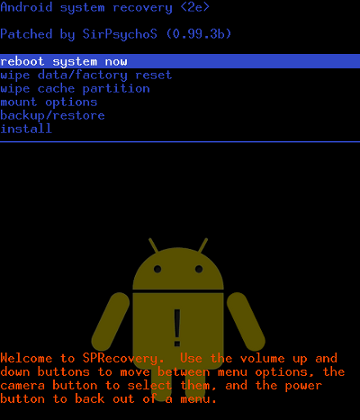 Android system recovery <2e>
Patched by SirPsychoS (0.99.3b)
reboot system now
wipe data/factory reset
wipe cache partition
mount options
backup/restore
install
!
Welcome to SPRecovery.  Use the volume up and
down buttons to move between menu options, the
camera button to select them, and the power
button to back out of a menu.